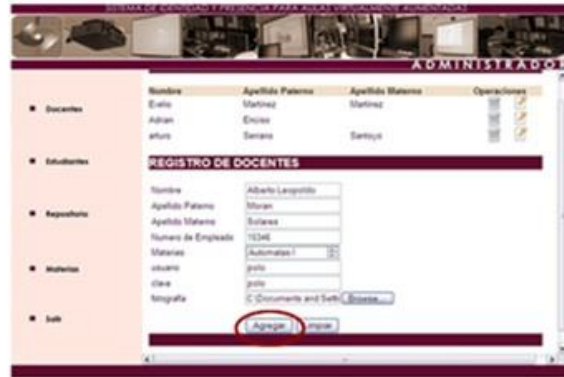 SISTEMA DE IDENTIDAD Y PRESENCIA PARA AULAS VIRTUALMENTE AUMENTADAS
ADMINISTRADOR
Nombre Apellido Paterno Apellido Materno Operaciones
Evelio Martinez Martinez
Adrian Enciso
arturo Serrano Santoyo
Docentes
Estudiantes
Repositorio
Materias
Salir
REGISTRO DE DOCENTES
Nombre Alberto Leopoldo
Apellido Paterno Moran
Apellido Materno Solares
Numero de Empleado 15346
Materias Automatas I
usuario polo
clave polo
fotografia C:\Documents and Setti Browse...
Agregar Limpiar